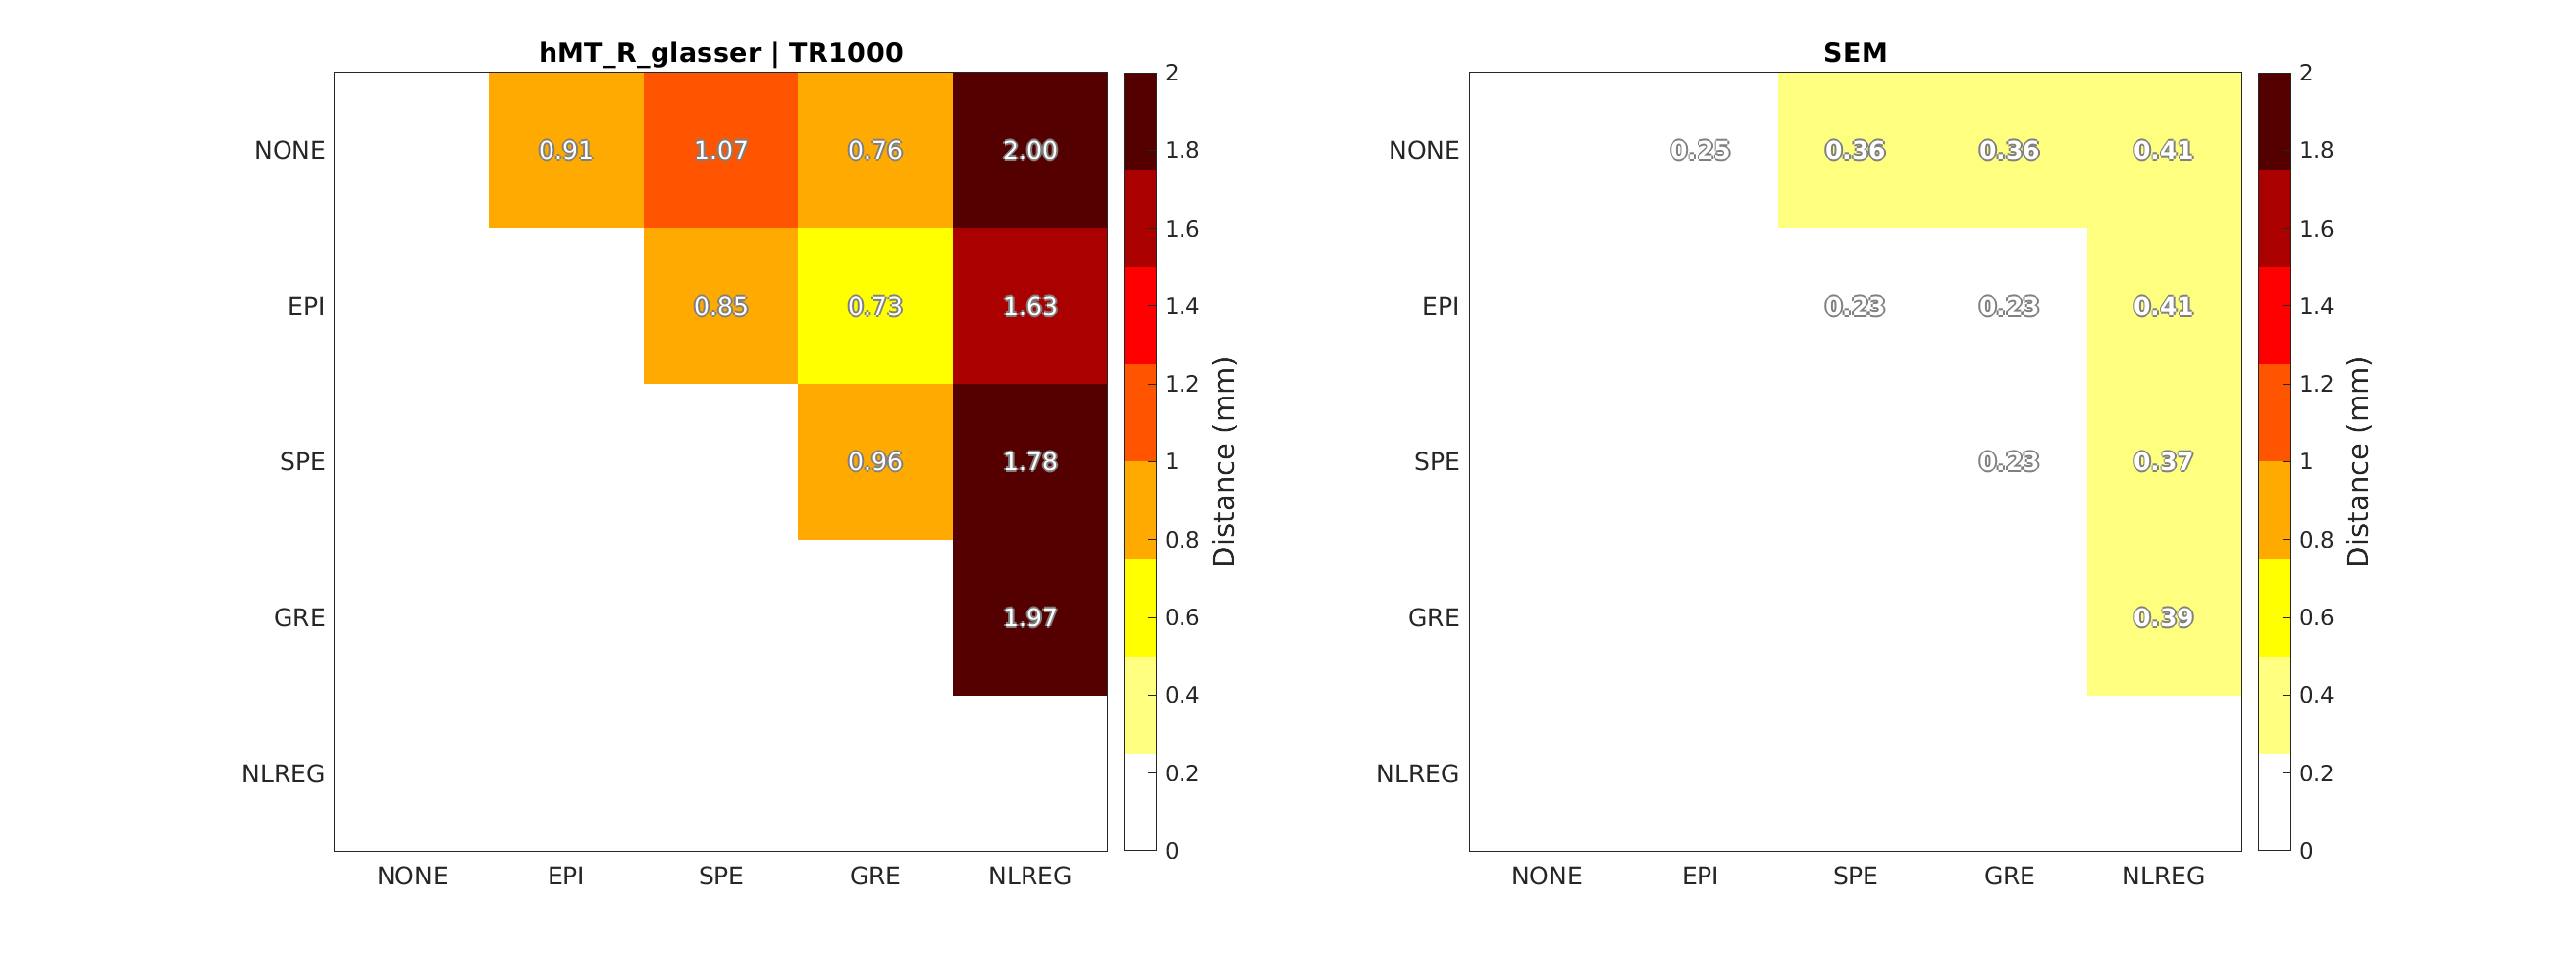 hMT_R_glasser | TR1000
NONE 0.91 1.07 0.76 2.00
EPI 0.85 0.73 1.63
SPE 0.96 1.78
GRE 1.97
NLREG
NONE EPI SPE GRE NLREG
2
1.8
1.6
1.4
1.2
1
0.8
0.6
0.4
0.2
0
Distance (mm)
SEM
NONE 0.25 0.36 0.36 0.41
EPI 0.23 0.23 0.41
SPE 0.23 0.37
GRE 0.39
NLREG
NONE EPI SPE GRE NLREG
2
1.8
1.6
1.4
1.2
1
0.8
0.6
0.4
0.2
0
Distance (mm)